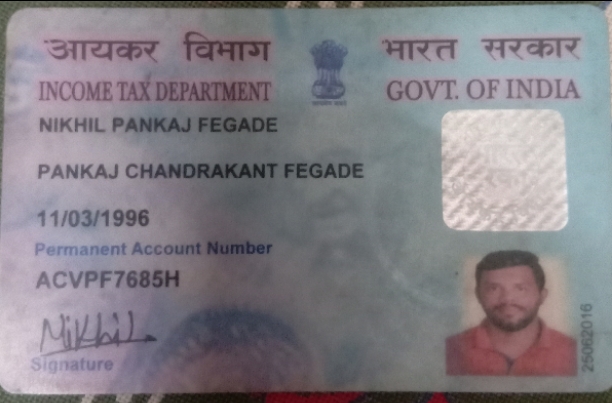 आयकर विभाग
भारत सरकार
INCOME TAX DEPARTMENT
GOVT. OF INDIA
NIKHIL PANKAJ FEGADE
PANKAJ CHANDRAKANT FEGADE
11/03/1996
Permanent Account Number
ACVPF7685H
Nikhil
Signature
25062016